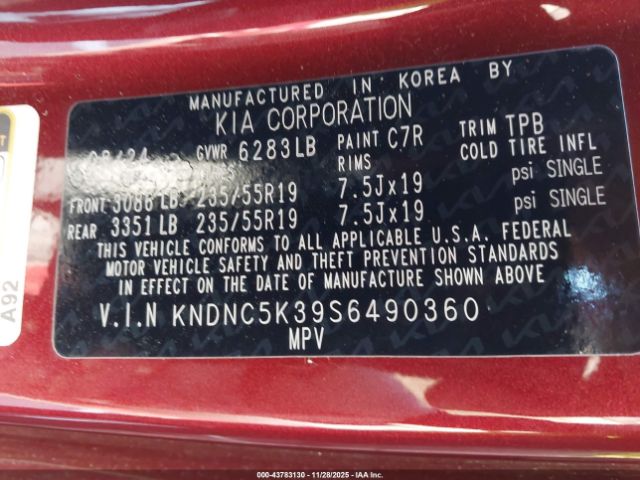 MANUFACTURED IN KOREA BY
KIA CORPORATION
GVWR 6283LB PAINT C7R TRIM TPB
RIMS COLD TIRE INFL
FRONT 3086 LB 235/55R19 7.5Jx19 psi SINGLE
REAR 3351 LB 235/55R19 7.5Jx19 psi SINGLE
THIS VEHICLE CONFORMS TO ALL APPLICABLE U.S.A. FEDERAL
MOTOR VEHICLE SAFETY AND THEFT PREVENTION STANDARDS
IN EFFECT ON THE DATE OF MANUFACTURE SHOWN ABOVE
V.I.N KNDNC5K39S6490360
MPV
A92
000-43783130 - 11/28/2025 - IAA, Inc.